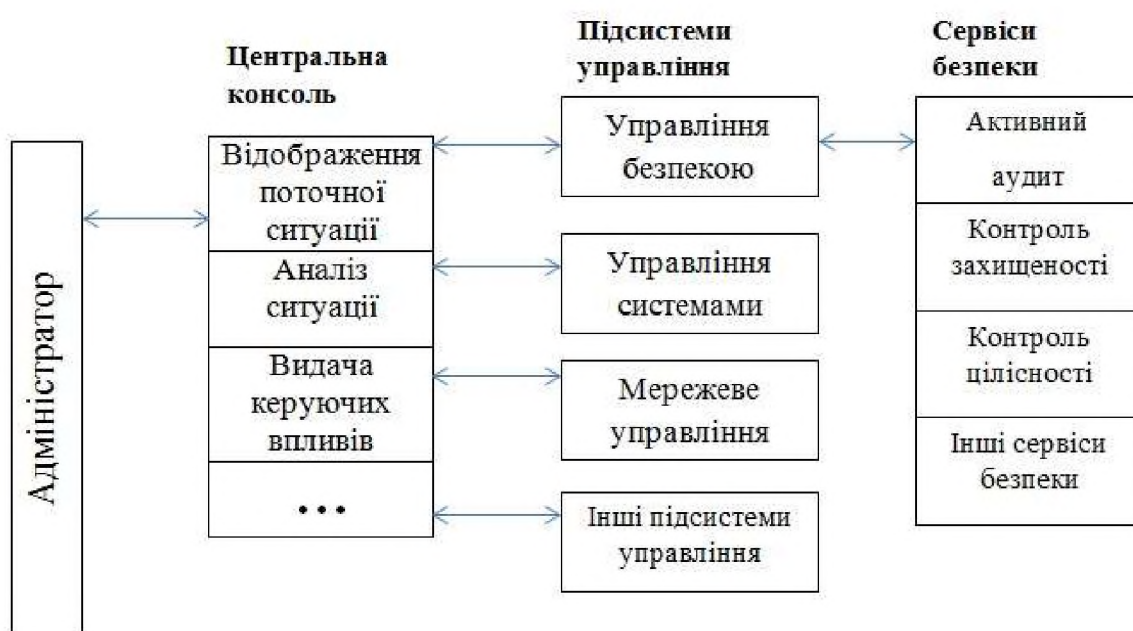 Центральна
консоль
Підсистеми
управління
Сервіси
безпеки
Адміністратор
Відображення
поточної
ситуації
Аналіз
ситуації
Видача
керуючих
впливів
...
Управління
безпекою
Управління
системами
Мережеве
управління
Інші підсистеми
управління
Активний
аудит
Контроль
захищеності
Контроль
цілісності
Інші сервіси
безпеки